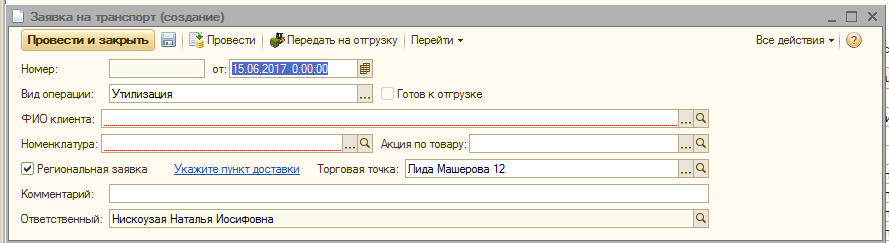 Заявка на транспорт (создание)
Провести и закрыть Провести Передать на отгрузку Перейти Все действия ?
Номер: от: 15.06.2017 0:00:00
Вид операции: Утилизация ... Готов к отгрузке
ФИО клиента: ...
Номенклатура: ... Акция по товару: ...
Региональная заявка Укажите пункт доставки Торговая точка: Лида Машерова 12 ...
Комментарий:
Ответственный: Нискоузая Наталья Иосифовна